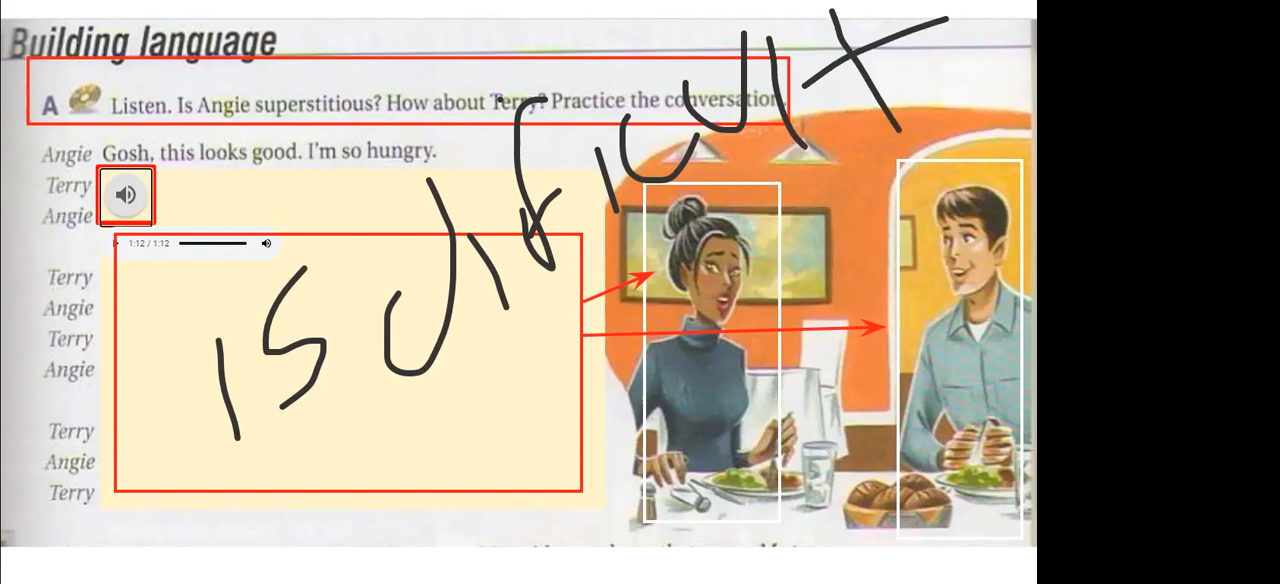 Building language
A Listen. Is Angie superstitious? How about Terry? Practice the conversation.
Angie Gosh, this looks good. I'm so hungry.
Terry
Angie
1:12 / 1:12
Terry
Angie
Terry
Angie
Terry
Angie
Terry
is dificult